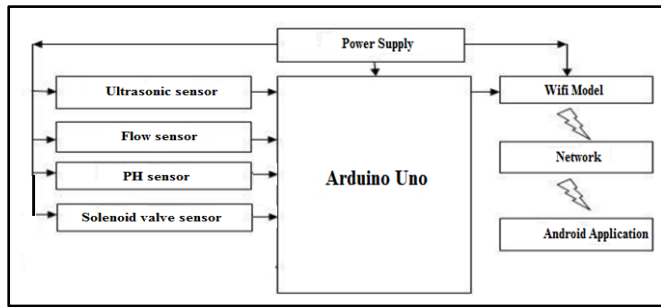 Power Supply
Ultrasonic sensor
Flow sensor
PH sensor
Solenoid valve sensor
Arduino Uno
Wifi Model
Network
Android Application